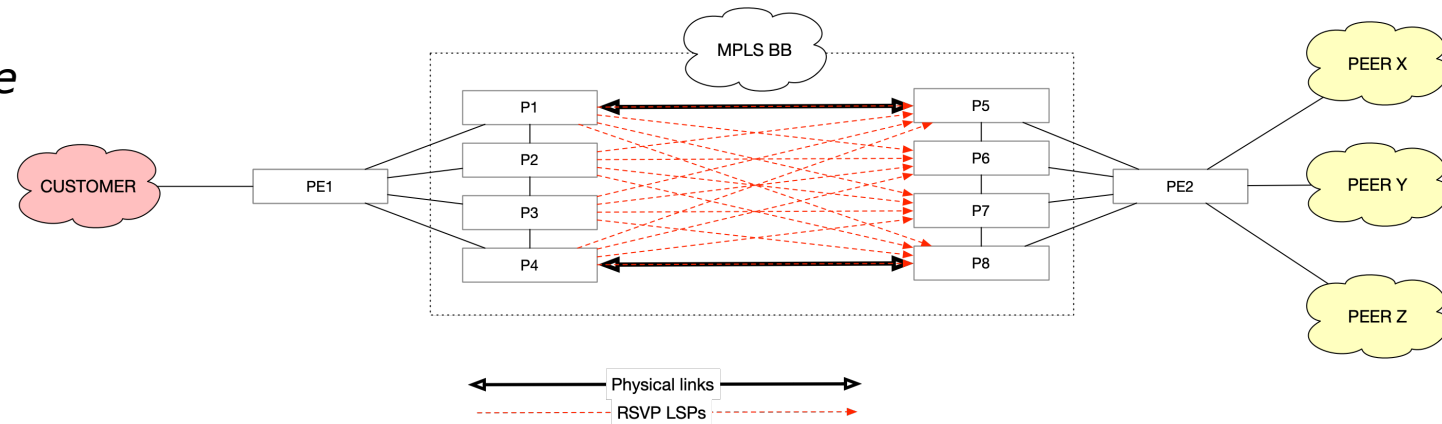 e
MPLS BB
PEER X
P1
P5
P2
P6
CUSTOMER
PE1
PE2
PEER Y
P3
P7
P4
P8
PEER Z
Physical links
RSVP LSPs